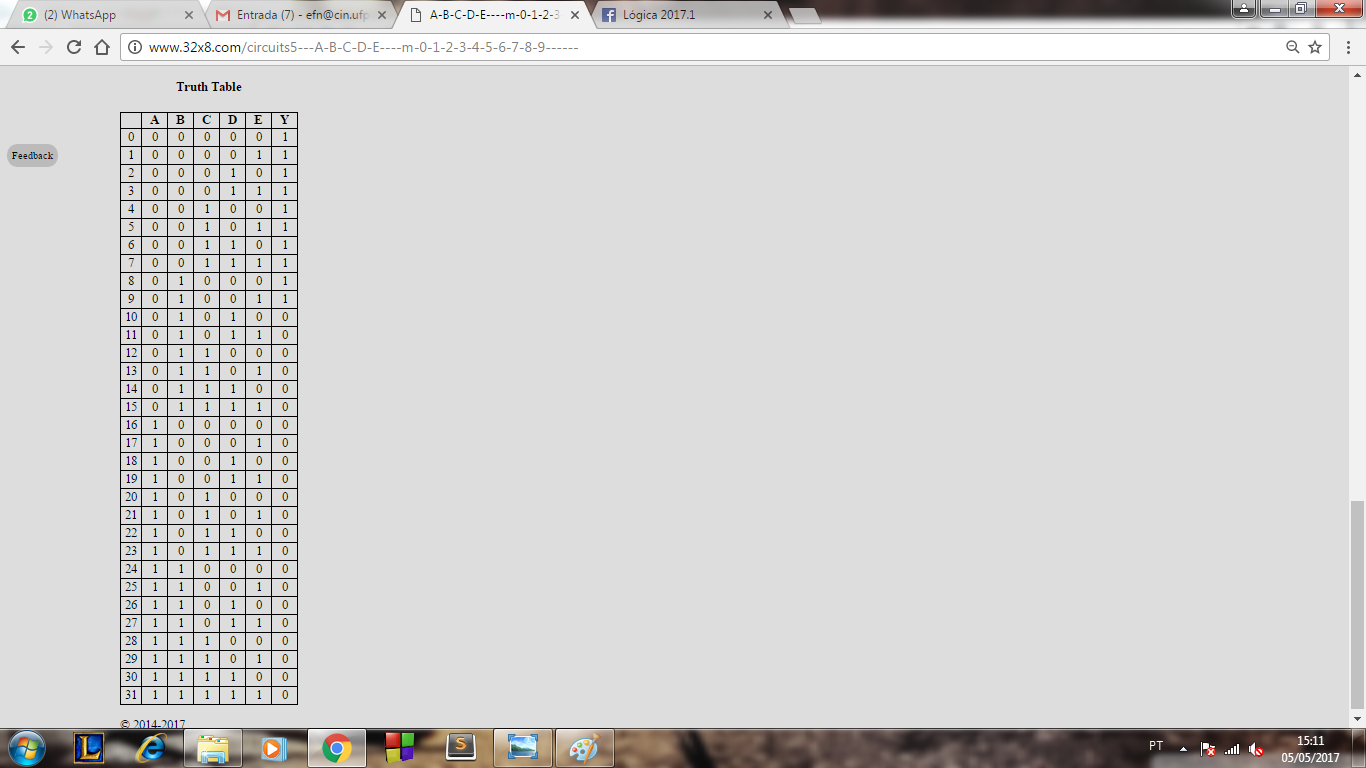 (2) WhatsApp
Entrada (7) - efn@cin.ufp
A-B-C-D-E----m-0-1-2-3
Lógica 2017.1
www.32x8.com/circuits5---A-B-C-D-E----m-0-1-2-3-4-5-6-7-8-9------
Truth Table
A B C D E Y
0 0 0 0 0 0 1
1 0 0 0 0 1 1
Feedback
2 0 0 0 1 0 1
3 0 0 0 1 1 1
4 0 0 1 0 0 1
5 0 0 1 0 1 1
6 0 0 1 1 0 1
7 0 0 1 1 1 1
8 0 1 0 0 0 1
9 0 1 0 0 1 1
10 0 1 0 1 0 0
11 0 1 0 1 1 0
12 0 1 1 0 0 0
13 0 1 1 0 1 0
14 0 1 1 1 0 0
15 0 1 1 1 1 0
16 1 0 0 0 0 0
17 1 0 0 0 1 0
18 1 0 0 1 0 0
19 1 0 0 1 1 0
20 1 0 1 0 0 0
21 1 0 1 0 1 0
22 1 0 1 1 0 0
23 1 0 1 1 1 0
24 1 1 0 0 0 0
25 1 1 0 0 1 0
26 1 1 0 1 0 0
27 1 1 0 1 1 0
28 1 1 1 0 0 0
29 1 1 1 0 1 0
30 1 1 1 1 0 0
31 1 1 1 1 1 0
© 2014-2017
PT
15:11
05/05/2017